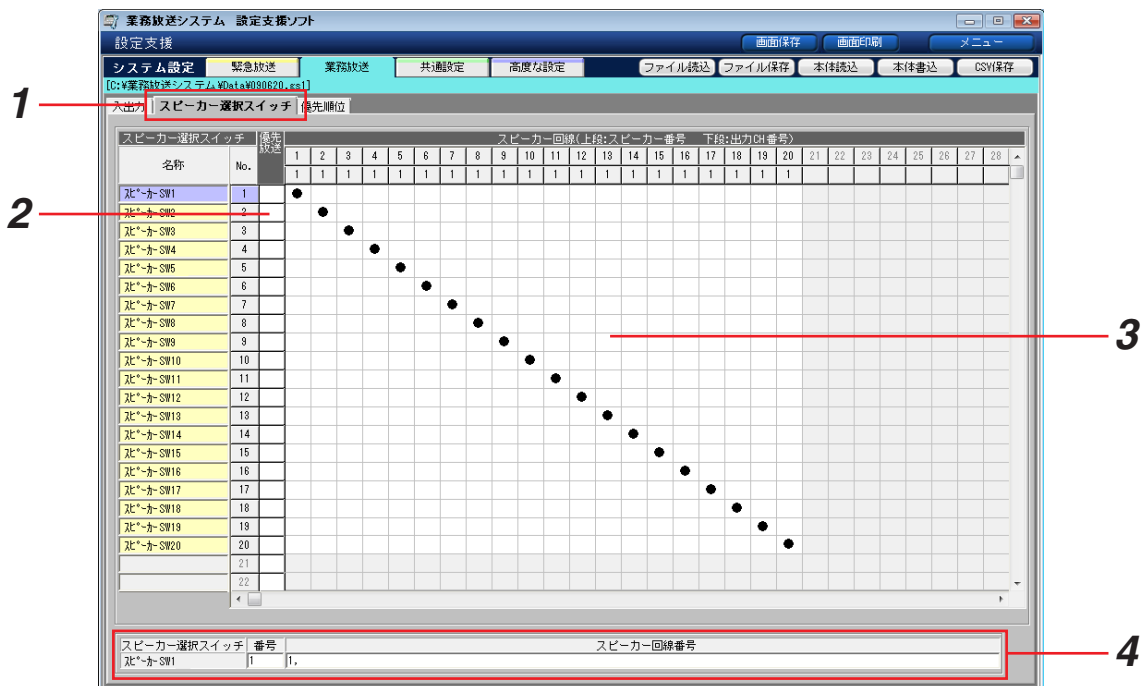 業務放送システム 設定支援ソフト
設定支援 画面保存 画面印刷 メニュー
システム設定 緊急放送 業務放送 共通設定 高度な設定 ファイル読込 ファイル保存 本体読込 本体書込 CSV保存
[C:¥業務放送システム¥Data¥090620.gs1]
1
入出力 スピーカー選択スイッチ 優先順位
スピーカー選択スイッチ 優先放送 スピーカー回線(上段:スピーカー番号 下段:出力CH番号)
名称 No. 1 2 3 4 5 6 7 8 9 10 11 12 13 14 15 16 17 18 19 20 21 22 23 24 25 26 27 28
1 1 1 1 1 1 1 1 1 1 1 1 1 1 1 1 1 1 1 1
ｽﾋﾟｰｶｰSW1 1
2
ｽﾋﾟｰｶｰSW2 2
ｽﾋﾟｰｶｰSW3 3
ｽﾋﾟｰｶｰSW4 4
ｽﾋﾟｰｶｰSW5 5
ｽﾋﾟｰｶｰSW6 6
ｽﾋﾟｰｶｰSW7 7
ｽﾋﾟｰｶｰSW8 8
3
ｽﾋﾟｰｶｰSW9 9
ｽﾋﾟｰｶｰSW10 10
ｽﾋﾟｰｶｰSW11 11
ｽﾋﾟｰｶｰSW12 12
ｽﾋﾟｰｶｰSW13 13
ｽﾋﾟｰｶｰSW14 14
ｽﾋﾟｰｶｰSW15 15
ｽﾋﾟｰｶｰSW16 16
ｽﾋﾟｰｶｰSW17 17
ｽﾋﾟｰｶｰSW18 18
ｽﾋﾟｰｶｰSW19 19
ｽﾋﾟｰｶｰSW20 20
21
22
スピーカー選択スイッチ 番号 スピーカー回線番号
4
ｽﾋﾟｰｶｰSW1 1 1,